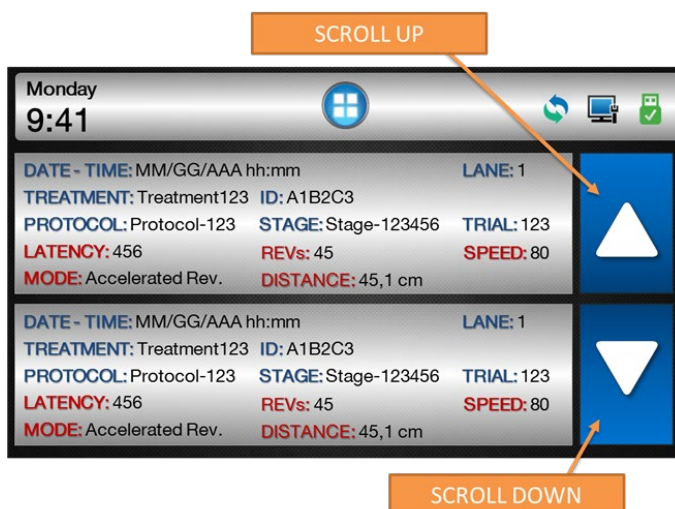 SCROLL UP
Monday
9:41
DATE - TIME: MM/GG/AAA hh:mm LANE: 1
TREATMENT: Treatment123 ID: A1B2C3
PROTOCOL: Protocol-123 STAGE: Stage-123456 TRIAL: 123
LATENCY: 456 REVs: 45 SPEED: 80
MODE: Accelerated Rev. DISTANCE: 45,1 cm
DATE - TIME: MM/GG/AAA hh:mm LANE: 1
TREATMENT: Treatment123 ID: A1B2C3
PROTOCOL: Protocol-123 STAGE: Stage-123456 TRIAL: 123
LATENCY: 456 REVs: 45 SPEED: 80
MODE: Accelerated Rev. DISTANCE: 45,1 cm
SCROLL DOWN